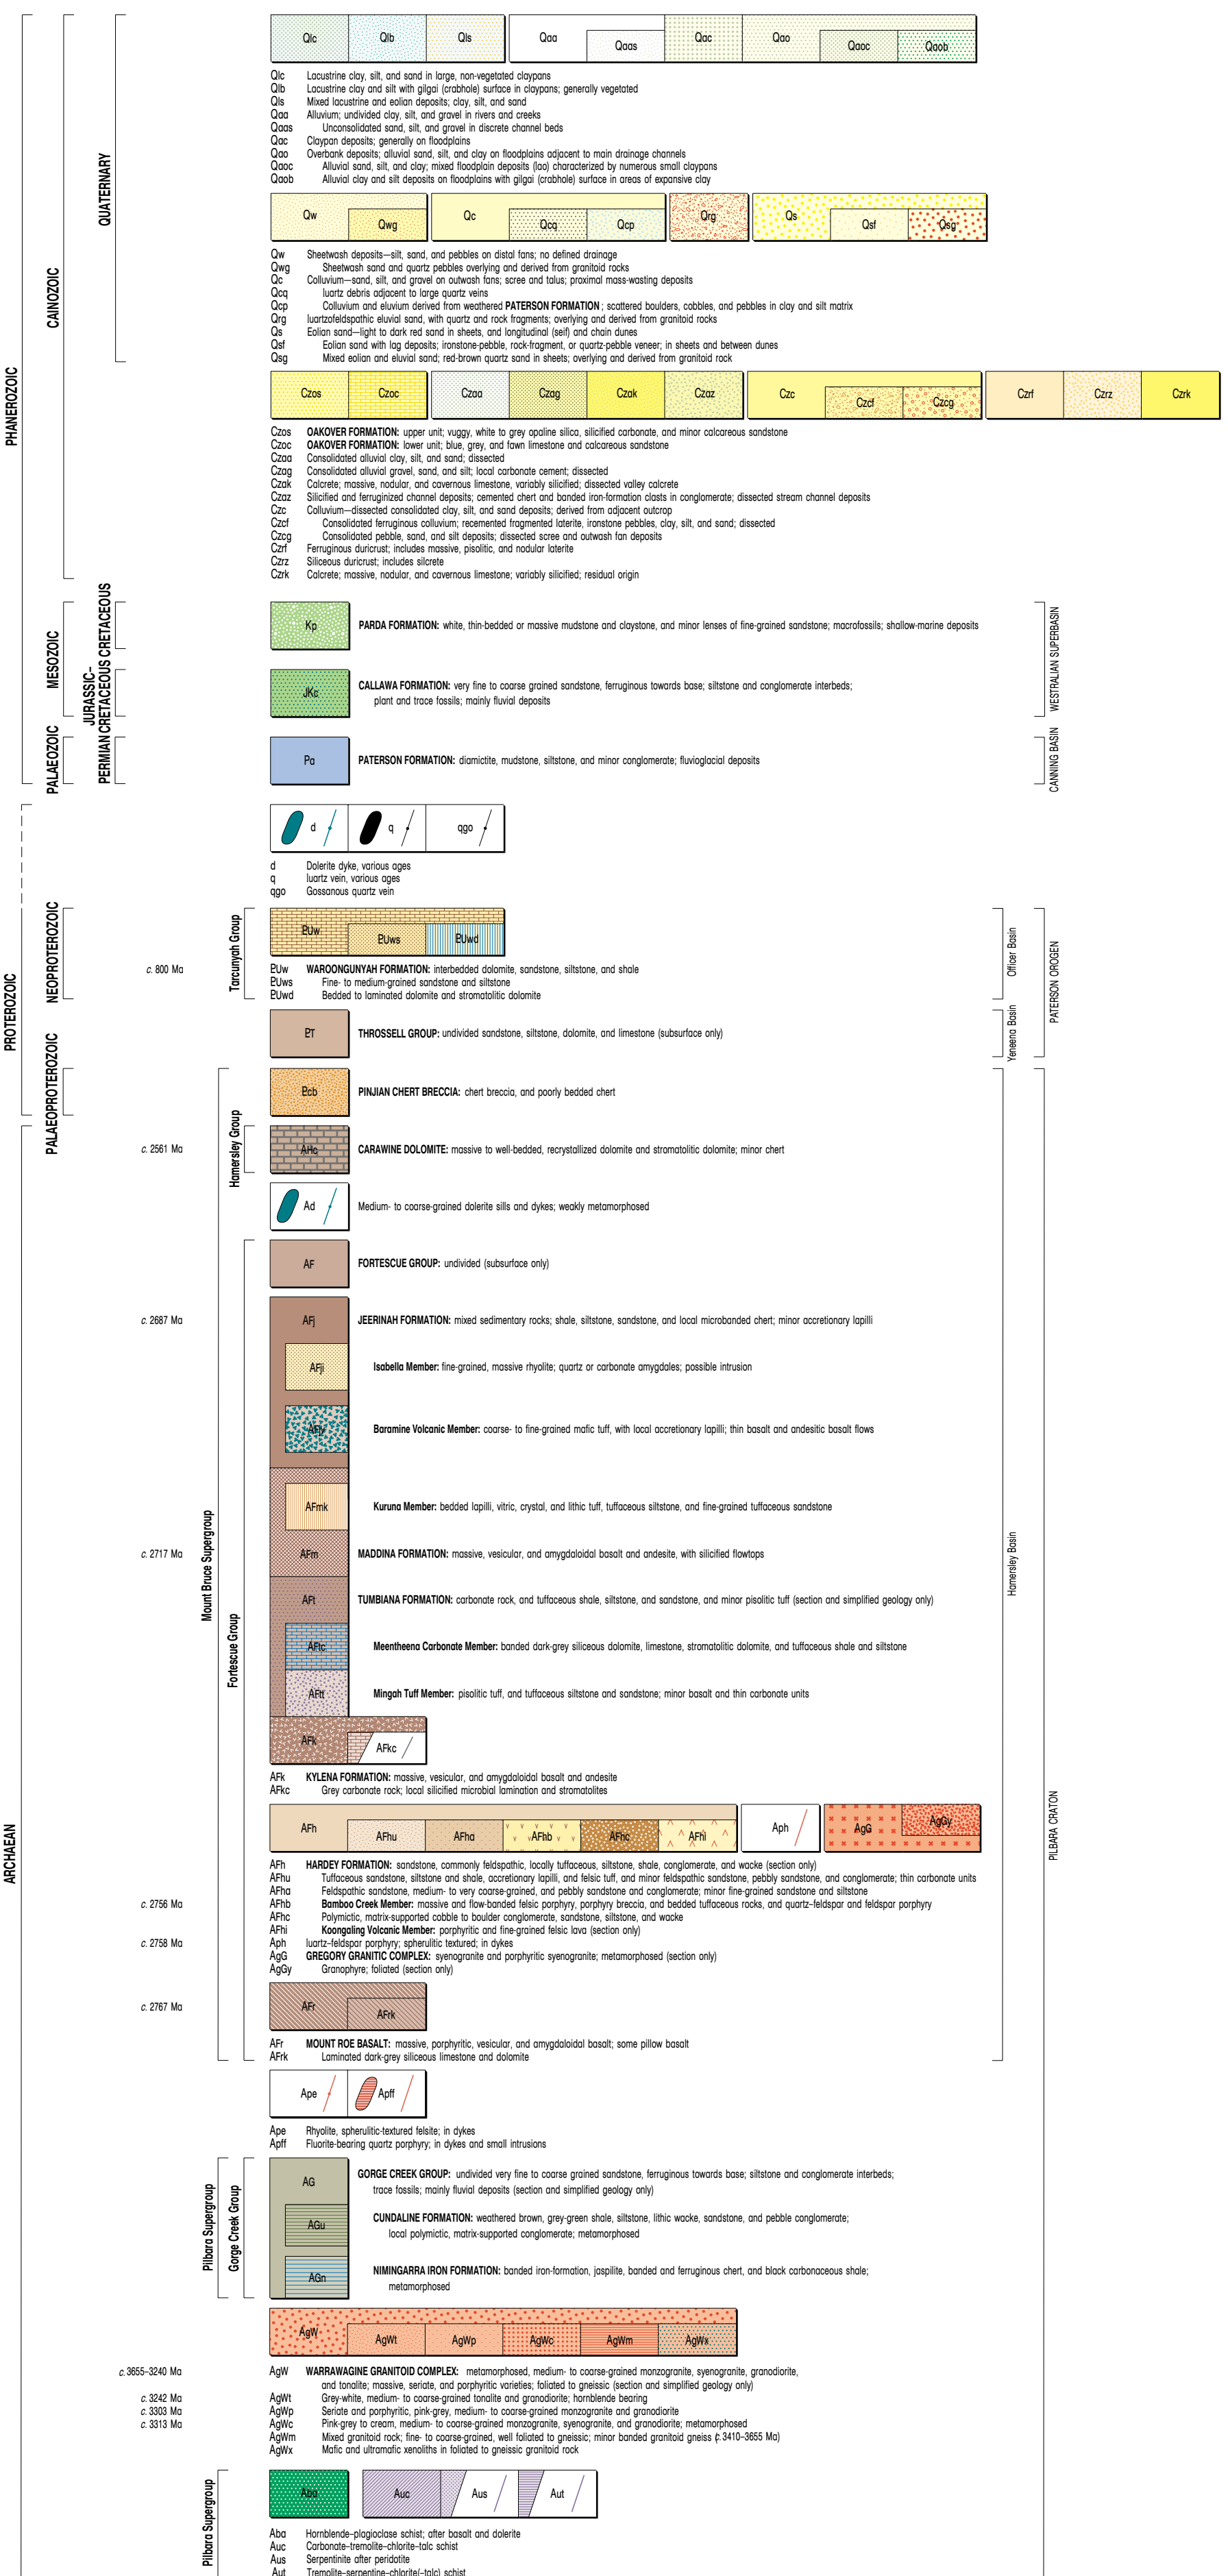 Qlc Qlb Qls Qaa Qaas Qac Qao Qaoc Qaob
Qlc Lacustrine clay, silt, and sand in large, non-vegetated claypans
Qlb Lacustrine clay and silt with gilgai (crabhole) surface in claypans; generally vegetated
Qls Mixed lacustrine and eolian deposits; clay, silt, and sand
Qaa Alluvium; undivided clay, silt, and gravel in rivers and creeks
Qaas Unconsolidated sand, silt, and gravel in discrete channel beds
Qac Claypan deposits; generally on floodplains
Qao Overbank deposits; alluvial sand, silt, and clay on floodplains adjacent to main drainage channels
Qaoc Alluvial sand, silt, and clay; mixed floodplain deposits (lao) characterized by numerous small claypans
Qaob Alluvial clay and silt deposits on floodplains with gilgai (crabhole) surface in areas of expansive clay
QUATERNARY
Qw Qwg Qc Qcq Qcp Qrg Qs Qsf Qsg
Qw Sheetwash deposits—silt, sand, and pebbles on distal fans; no defined drainage
Qwg Sheetwash sand and quartz pebbles overlying and derived from granitoid rocks
Qc Colluvium—sand, silt, and gravel on outwash fans; scree and talus; proximal mass-wasting deposits
Qcq luartz debris adjacent to large quartz veins
Qcp Colluvium and eluvium derived from weathered PATERSON FORMATION ; scattered boulders, cobbles, and pebbles in clay and silt matrix
Qrg luartzofeldspathic eluvial sand, with quartz and rock fragments; overlying and derived from granitoid rocks
Qs Eolian sand—light to dark red sand in sheets, and longitudinal (seif) and chain dunes
Qsf Eolian sand with lag deposits; ironstone-pebble, rock-fragment, or quartz-pebble veneer; in sheets and between dunes
Qsg Mixed eolian and eluvial sand; red-brown quartz sand in sheets; overlying and derived from granitoid rock
CAINOZOIC
PHANEROZOIC
Czos Czoc Czaa Czag Czak Czaz Czc Czcf Czcg Czrf Czrz Czrk
Czos OAKOVER FORMATION: upper unit; vuggy, white to grey opaline silica, silicified carbonate, and minor calcareous sandstone
Czoc OAKOVER FORMATION: lower unit; blue, grey, and fawn limestone and calcareous sandstone
Czaa Consolidated alluvial clay, silt, and sand; dissected
Czag Consolidated alluvial gravel, sand, and silt; local carbonate cement; dissected
Czak Calcrete; massive, nodular, and cavernous limestone, variably silicified; dissected valley calcrete
Czaz Silicified and ferruginized channel deposits; cemented chert and banded iron-formation clasts in conglomerate; dissected stream channel deposits
Czc Colluvium—dissected consolidated clay, silt, and sand deposits; derived from adjacent outcrop
Czcf Consolidated ferruginous colluvium; recemented fragmented laterite, ironstone pebbles, clay, silt, and sand; dissected
Czcg Consolidated pebble, sand, and silt deposits; dissected scree and outwash fan deposits
Czrf Ferruginous duricrust; includes massive, pisolitic, and nodular laterite
Czrz Siliceous duricrust; includes silcrete
Czrk Calcrete; massive, nodular, and cavernous limestone; variably silicified; residual origin
MESOZOIC
CRETACEOUS
Kp PARDA FORMATION: white, thin-bedded or massive mudstone and claystone, and minor lenses of fine-grained sandstone; macrofossils; shallow-marine deposits
WESTRALIAN SUPERBASIN
JURASSIC–
CRETACEOUS
JKc CALLAWA FORMATION: very fine to coarse grained sandstone, ferruginous towards base; siltstone and conglomerate interbeds;
plant and trace fossils; mainly fluvial deposits
PALAEOZOIC
PERMIAN
Pa PATERSON FORMATION: diamictite, mudstone, siltstone, and minor conglomerate; fluvioglacial deposits
CANNING BASIN
d q qgo
d Dolerite dyke, various ages
q luartz vein, various ages
qgo Gossanous quartz vein
PROTEROZOIC
NEOPROTEROZOIC
Tarcunyah Group
PUw PUws PUwd
c. 800 Ma PUw WAROONGUNYAH FORMATION: interbedded dolomite, sandstone, siltstone, and shale
PUws Fine- to medium-grained sandstone and siltstone
PUwd Bedded to laminated dolomite and stromatolitic dolomite
Officer Basin
PATERSON OROGEN
PT THROSSELL GROUP: undivided sandstone, siltstone, dolomite, and limestone (subsurface only)
Yeneena Basin
PALAEOPROTEROZOIC
Pcb PINJIAN CHERT BRECCIA: chert breccia, and poorly bedded chert
Hamersley Group
c. 2561 Ma AHc CARAWINE DOLOMITE: massive to well-bedded, recrystallized dolomite and stromatolitic dolomite; minor chert
Ad Medium- to coarse-grained dolerite sills and dykes; weakly metamorphosed
AF FORTESCUE GROUP: undivided (subsurface only)
c. 2687 Ma AFj JEERINAH FORMATION: mixed sedimentary rocks; shale, siltstone, sandstone, and local microbanded chert; minor accretionary lapilli
AFji Isabella Member: fine-grained, massive rhyolite; quartz or carbonate amygdales; possible intrusion
Baramine Volcanic Member: coarse- to fine-grained mafic tuff, with local accretionary lapilli; thin basalt and andesitic basalt flows
AFmk Kuruna Member: bedded lapilli, vitric, crystal, and lithic tuff, tuffaceous siltstone, and fine-grained tuffaceous sandstone
c. 2717 Ma AFm MADDINA FORMATION: massive, vesicular, and amygdaloidal basalt and andesite, with silicified flowtops
Mount Bruce Supergroup
Hamersley Basin
AFt TUMBIANA FORMATION: carbonate rock, and tuffaceous shale, siltstone, and sandstone, and minor pisolitic tuff (section and simplified geology only)
Fortescue Group
AFtc Meentheena Carbonate Member: banded dark-grey siliceous dolomite, limestone, stromatolitic dolomite, and tuffaceous shale and siltstone
AFtt Mingah Tuff Member: pisolitic tuff, and tuffaceous siltstone and sandstone; minor basalt and thin carbonate units
AFk AFkc
AFk KYLENA FORMATION: massive, vesicular, and amygdaloidal basalt and andesite
AFkc Grey carbonate rock; local silicified microbial lamination and stromatolites
ARCHAEAN
PILBARA CRATON
AFh AFhu AFha AFhb AFhc AFhi Aph AgG AgGy
AFh HARDEY FORMATION: sandstone, commonly feldspathic, locally tuffaceous, siltstone, shale, conglomerate, and wacke (section only)
AFhu Tuffaceous sandstone, siltstone and shale, accretionary lapilli, and felsic tuff, and minor feldspathic sandstone, pebbly sandstone, and conglomerate; thin carbonate units
AFha Feldspathic sandstone, medium- to very coarse-grained, and pebbly sandstone and conglomerate; minor fine-grained sandstone and siltstone
c. 2756 Ma AFhb Bamboo Creek Member: massive and flow-banded felsic porphyry, porphyry breccia, and bedded tuffaceous rocks, and quartz–feldspar and feldspar porphyry
AFhc Polymictic, matrix-supported cobble to boulder conglomerate, sandstone, siltstone, and wacke
AFhi Koongaling Volcanic Member: porphyritic and fine-grained felsic lava (section only)
c. 2758 Ma Aph luartz–feldspar porphyry; spherulitic textured; in dykes
AgG GREGORY GRANITIC COMPLEX: syenogranite and porphyritic syenogranite; metamorphosed (section only)
AgGy Granophyre; foliated (section only)
c. 2767 Ma AFr AFrk
AFr MOUNT ROE BASALT: massive, porphyritic, vesicular, and amygdaloidal basalt; some pillow basalt
AFrk Laminated dark-grey siliceous limestone and dolomite
Ape Apff
Ape Rhyolite, spherulitic-textured felsite; in dykes
Apff Fluorite-bearing quartz porphyry; in dykes and small intrusions
Pilbara Supergroup
Gorge Creek Group
AG GORGE CREEK GROUP: undivided very fine to coarse grained sandstone, ferruginous towards base; siltstone and conglomerate interbeds;
trace fossils; mainly fluvial deposits (section and simplified geology only)
AGu CUNDALINE FORMATION: weathered brown, grey-green shale, siltstone, lithic wacke, sandstone, and pebble conglomerate;
local polymictic, matrix-supported conglomerate; metamorphosed
AGn NIMINGARRA IRON FORMATION: banded iron-formation, jaspilite, banded and ferruginous chert, and black carbonaceous shale;
metamorphosed
AgW AgWt AgWp AgWc AgWm AgWx
c. 3655–3240 Ma AgW WARRAWAGINE GRANITOID COMPLEX: metamorphosed, medium- to coarse-grained monzogranite, syenogranite, granodiorite,
and tonalite; massive, seriate, and porphyritic varieties; foliated to gneissic (section and simplified geology only)
c. 3242 Ma AgWt Grey-white, medium- to coarse-grained tonalite and granodiorite; hornblende bearing
c. 3303 Ma AgWp Seriate and porphyritic, pink-grey, medium- to coarse-grained monzogranite and granodiorite
c. 3313 Ma AgWc Pink-grey to cream, medium- to coarse-grained monzogranite, syenogranite, and granodiorite; metamorphosed
AgWm Mixed granitoid rock; fine- to coarse-grained, well foliated to gneissic; minor banded granitoid gneiss (c. 3410–3655 Ma)
AgWx Mafic and ultramafic xenoliths in foliated to gneissic granitoid rock
Pilbara Supergroup
Aba Auc Aus Aut
Aba Hornblende–plagioclase schist; after basalt and dolerite
Auc Carbonate–tremolite–chlorite–talc schist
Aus Serpentinite after peridotite
Aut Tremolite–serpentine–chlorite(–talc) schist